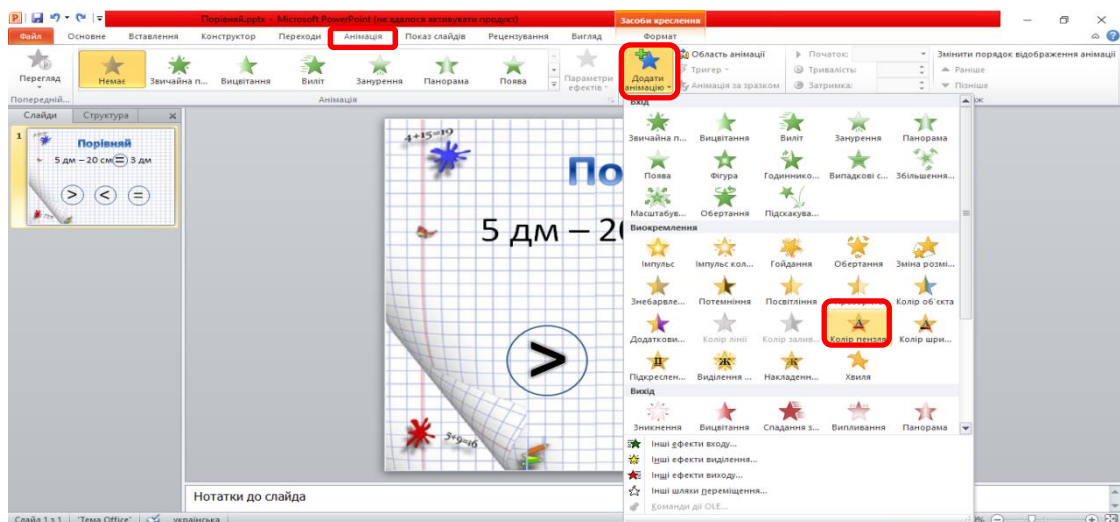 Порівняй.pptx - Microsoft PowerPoint (не вдалося активувати продукт)
Засоби креслення
Файл Основне Вставлення Конструктор Переходи Анімація Показ слайдів Рецензування Вигляд Формат
Перегляд
Немає Звичайна п... Вицвітання Виліт Занурення Панорама Поява
Параметри ефектів
Додати анімацію
Область анімації
Тригер
Анімація за зразком
Початок:
Тривалість:
Затримка:
Змінити порядок відображення анімації
Раніше
Пізніше
Попередній... Анімація
Слайди Структура
1
Порівняй
5 дм – 20 см = 3 дм
> < =
4+15=19
По
5 дм – 20
>
3+9=16
Вхід
Звичайна п... Вицвітання Виліт Занурення Панорама
Поява Фігура Годиннико... Випадкові с... Збільшення...
Масштабув... Обертання Підскакува...
Виокремлення
Імпульс Імпульс кол... Гойдання Обертання Зміна розмі...
Знебарвле... Потемніння Посвітління Колір об'єкта
Додаткови... Колір лінії Колір залив... Колір пензля Колір шри...
Підкреслен... Виділення ... Накладенн... Хвиля
Вихід
Зникнення Вицвітання Спадання з... Випливання Панорама
Інші ефекти входу...
Інші ефекти виділення...
Інші ефекти виходу...
Інші шляхи переміщення...
Команди дії OLE...
Нотатки до слайда
Слайд 1 з 1 "Тема Office" українська